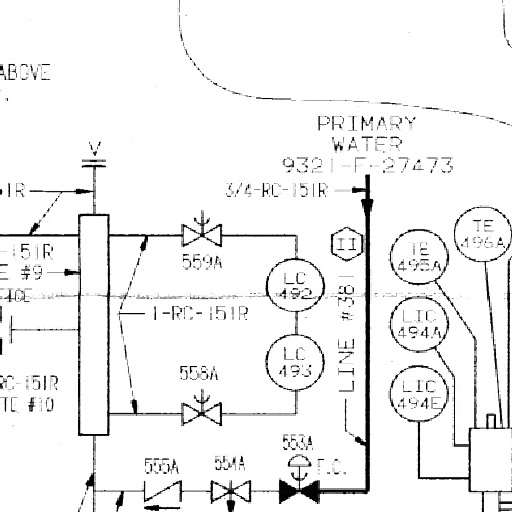 ABOVE
PRIMARY
WATER
9321-F-27473
V
3/4-RC-151R
1R
-151R
E #9
II
TE
495A
TE
496A
559A
LC
492
LINE #381
LIC
494A
1-RC-151R
LC
493
558A
RC-151R
TE #10
LIC
494E
553A
F.C.
555A
554A